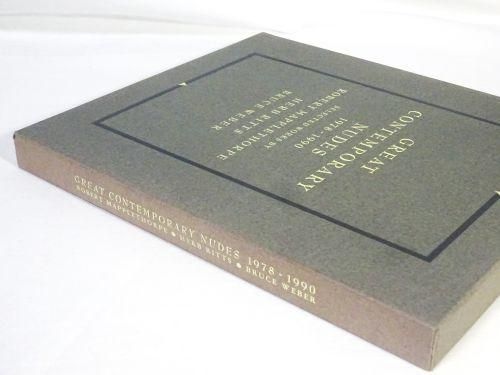 GREAT
CONTEMPORARY
NUDES
1978-1990
SELECTED WORKS BY
ROBERT MAPPLETHORPE
HERB RITTS
BRUCE WEBER
GREAT CONTEMPORARY NUDES 1978-1990
ROBERT MAPPLETHORPE ● HERB RITTS ● BRUCE WEBER